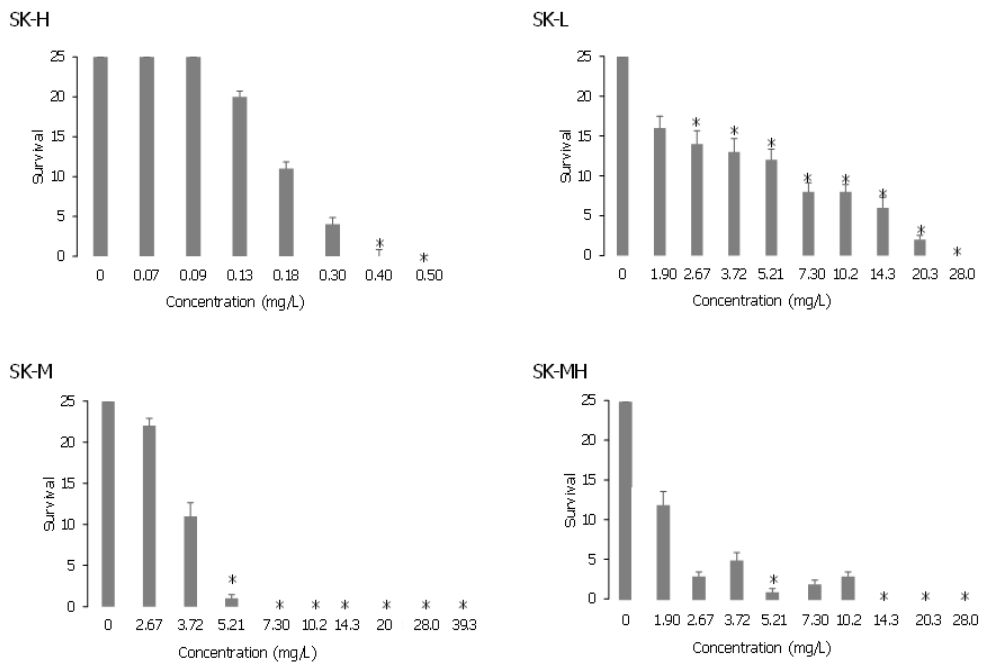 SK-H
25
20
15
10
5
0
Survival
0 0.07 0.09 0.13 0.18 0.30 0.40 0.50
* *
Concentration (mg/L)
SK-L
25
20
15
10
5
0
Survival
* * * * * * * *
0 1.90 2.67 3.72 5.21 7.30 10.2 14.3 20.3 28.0
Concentration (mg/L)
SK-M
25
20
15
10
5
0
Survival
* * * * * * *
0 2.67 3.72 5.21 7.30 10.2 14.3 20 28.0 39.3
Concentration (mg/L)
SK-MH
25
20
15
10
5
0
Survival
* * * *
0 1.90 2.67 3.72 5.21 7.30 10.2 14.3 20.3 28.0
Concentration (mg/L)